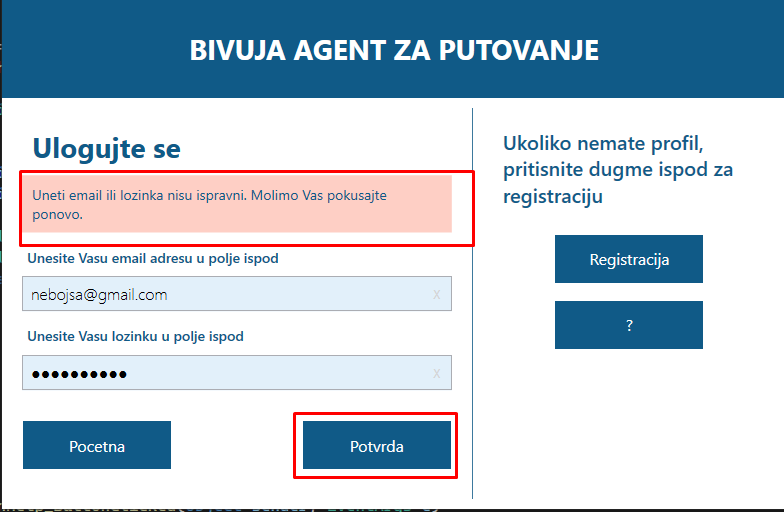 BIVUJA AGENT ZA PUTOVANJE
Ulogujte se
Uneti email ili lozinka nisu ispravni. Molimo Vas pokusajte
ponovo.
Unesite Vasu email adresu u polje ispod
nebojsa@gmail.com
X
Unesite Vasu lozinku u polje ispod
●●●●●●●●●●
X
Pocetna
Potvrda
Ukoliko nemate profil,
pritisnite dugme ispod za
registraciju
Registracija
?